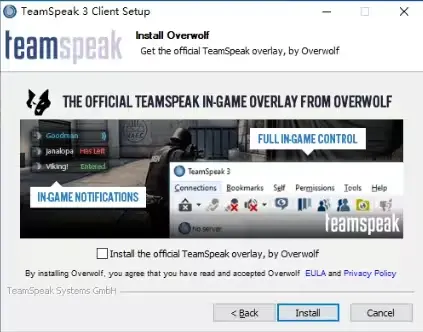 TeamSpeak 3 Client Setup
teamspeak
Install Overwolf
Get the official TeamSpeak overlay, by Overwolf
THE OFFICIAL TEAMSPEAK IN-GAME OVERLAY FROM OVERWOLF
Goodman
Janalopa Has Left
Viking! Entered
FULL IN-GAME CONTROL
IN-GAME NOTIFICATIONS
TeamSpeak 3
Connections Bookmarks Self Permissions Tools Help
no server
teamspeak
Install the official TeamSpeak overlay, by Overwolf
By installing Overwolf, you agree that you have read and accepted Overwolf EULA and Privacy Policy
TeamSpeak Systems GmbH
< Back Install Cancel